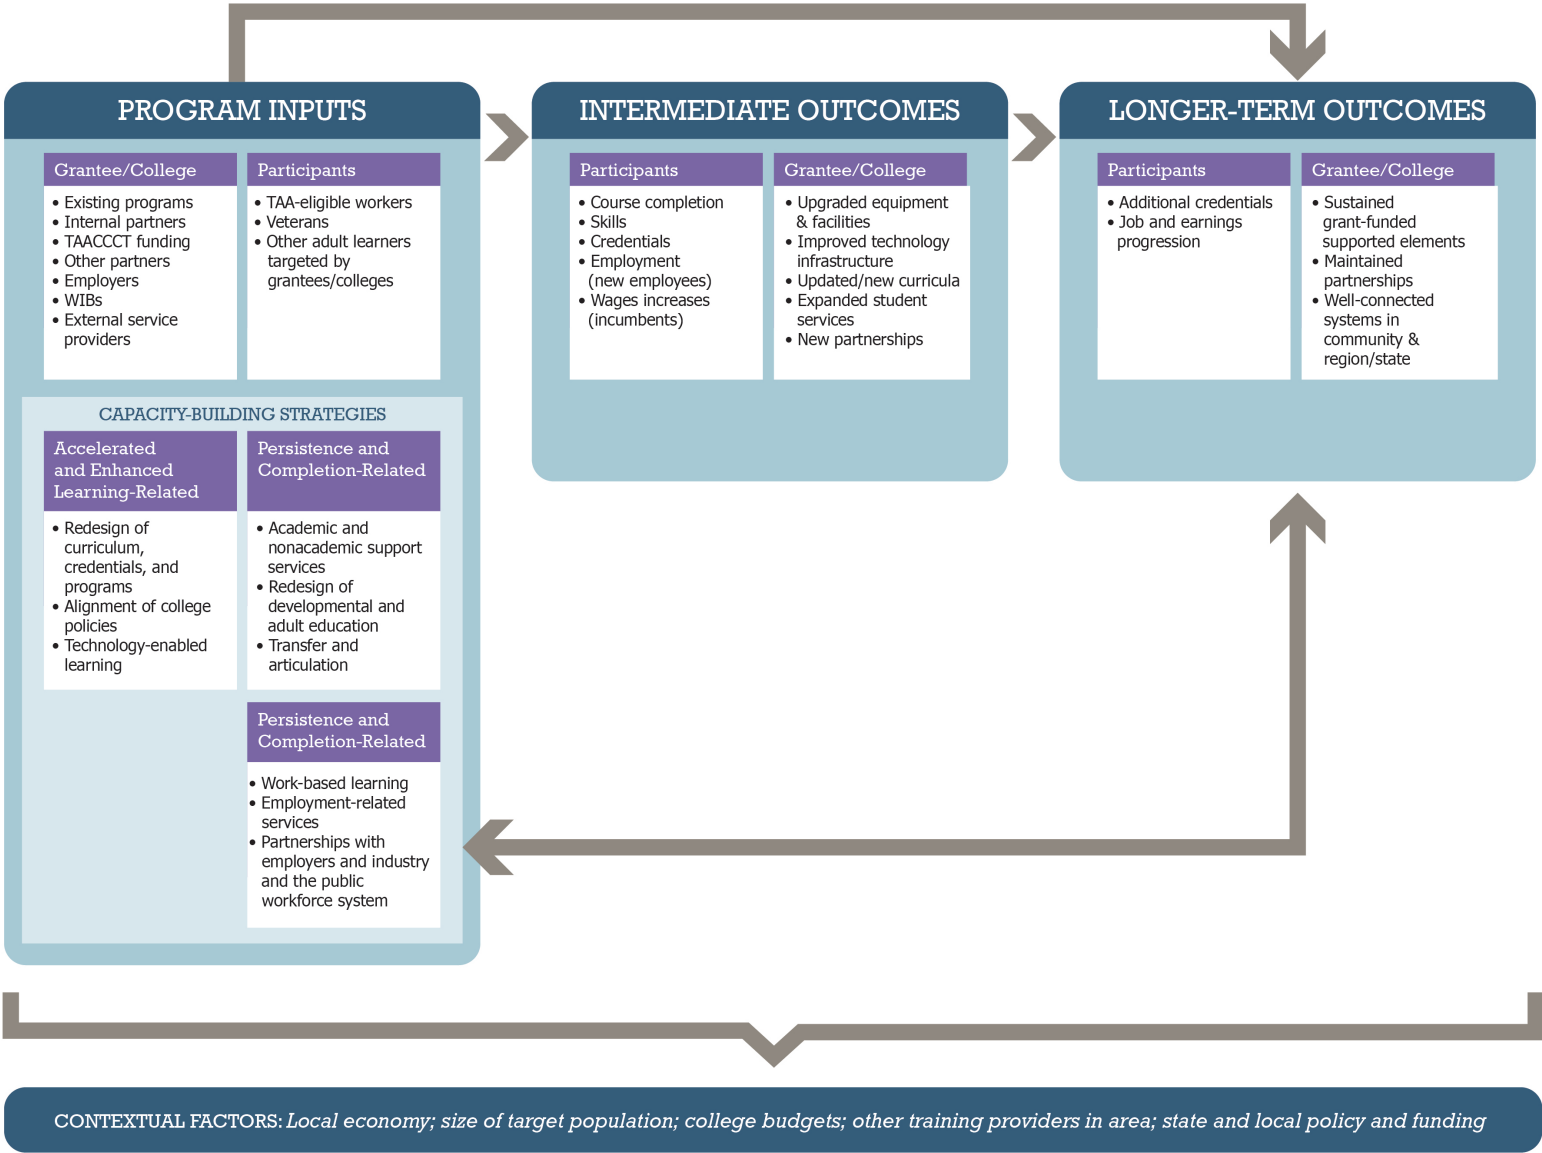 PROGRAM INPUTS
Grantee/College
• Existing programs
• Internal partners
• TAACCCT funding
• Other partners
• Employers
• WIBs
• External service
providers
Participants
• TAA-eligible workers
• Veterans
• Other adult learners
targeted by
grantees/colleges
CAPACITY-BUILDING STRATEGIES
Accelerated
and Enhanced
Learning-Related
• Redesign of
curriculum,
credentials, and
programs
• Alignment of college
policies
• Technology-enabled
learning
Persistence and
Completion-Related
• Academic and
nonacademic support
services
• Redesign of
developmental and
adult education
• Transfer and
articulation
Persistence and
Completion-Related
• Work-based learning
• Employment-related
services
• Partnerships with
employers and industry
and the public
workforce system
INTERMEDIATE OUTCOMES
Participants
• Course completion
• Skills
• Credentials
• Employment
(new employees)
• Wages increases
(incumbents)
Grantee/College
• Upgraded equipment
& facilities
• Improved technology
infrastructure
• Updated/new curricula
• Expanded student
services
• New partnerships
LONGER-TERM OUTCOMES
Participants
• Additional credentials
• Job and earnings
progression
Grantee/College
• Sustained
grant-funded
supported elements
• Maintained
partnerships
• Well-connected
systems in
community &
region/state
CONTEXTUAL FACTORS: Local economy; size of target population; college budgets; other training providers in area; state and local policy and funding